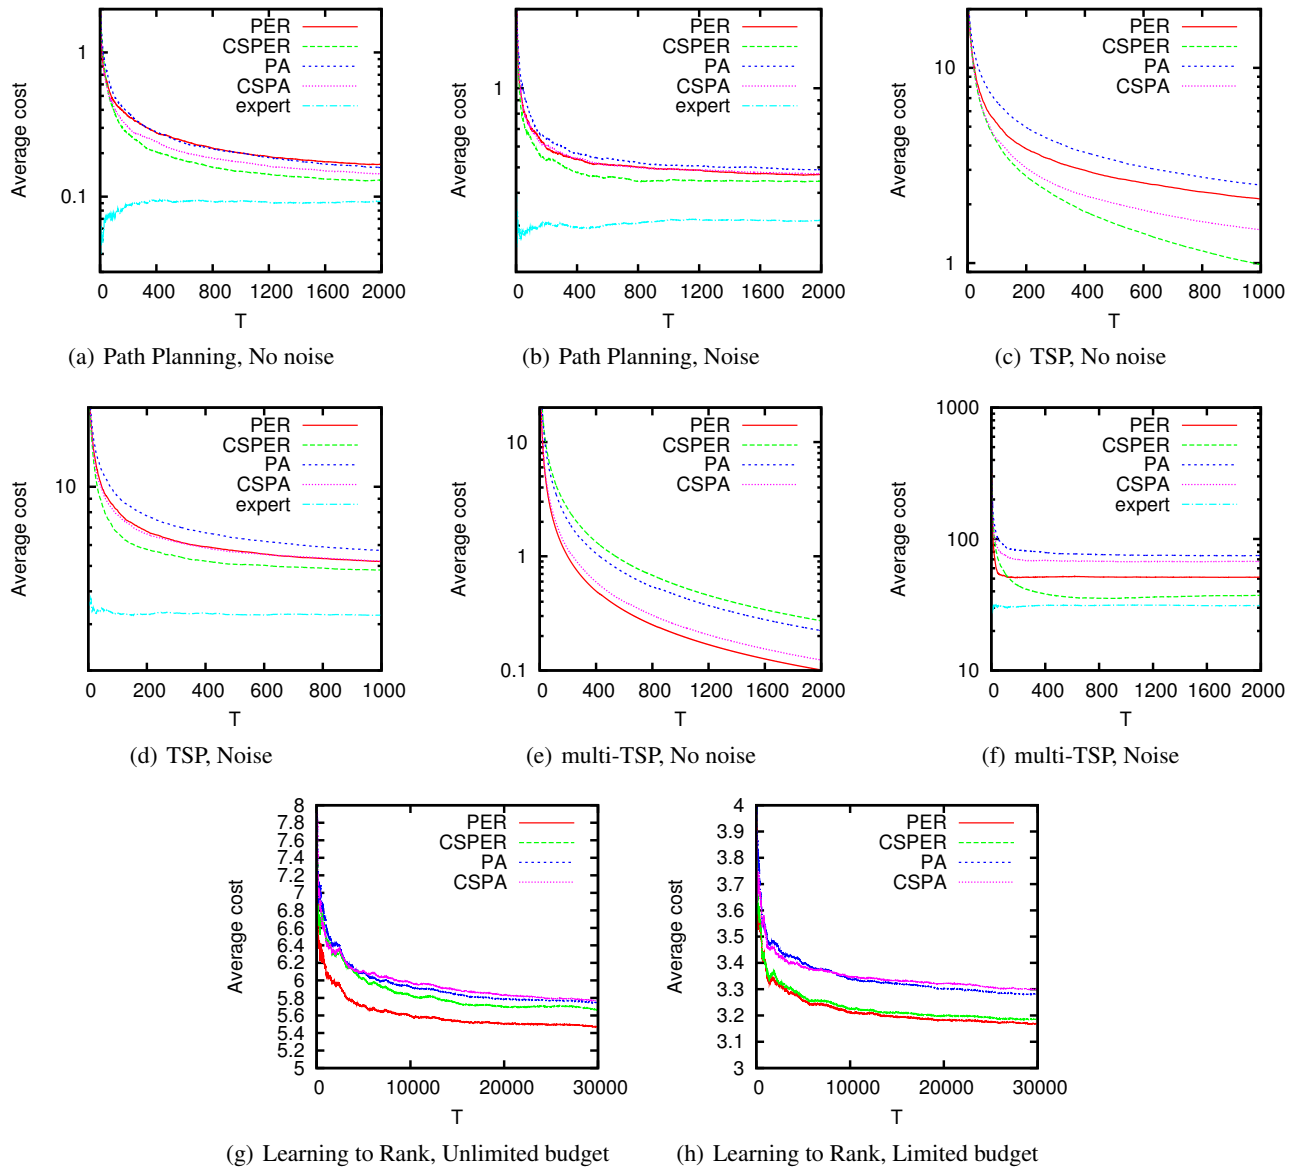 PER
CSPER
PA
CSPA
expert
1
0.1
Average cost
0 400 800 1200 1600 2000
T
(a) Path Planning, No noise
PER
CSPER
PA
CSPA
expert
1
Average cost
0 400 800 1200 1600 2000
T
(b) Path Planning, Noise
PER
CSPER
PA
CSPA
10
1
Average cost
0 200 400 600 800 1000
T
(c) TSP, No noise
PER
CSPER
PA
CSPA
expert
10
Average cost
0 200 400 600 800 1000
T
(d) TSP, Noise
PER
CSPER
PA
CSPA
10
1
0.1
Average cost
0 400 800 1200 1600 2000
T
(e) multi-TSP, No noise
PER
CSPER
PA
CSPA
expert
1000
100
10
Average cost
0 400 800 1200 1600 2000
T
(f) multi-TSP, Noise
PER
CSPER
PA
CSPA
8
7.8
7.6
7.4
7.2
7
6.8
6.6
6.4
6.2
6
5.8
5.6
5.4
5.2
5
Average cost
0 10000 20000 30000
T
(g) Learning to Rank, Unlimited budget
PER
CSPER
PA
CSPA
4
3.9
3.8
3.7
3.6
3.5
3.4
3.3
3.2
3.1
3
Average cost
0 10000 20000 30000
T
(h) Learning to Rank, Limited budget